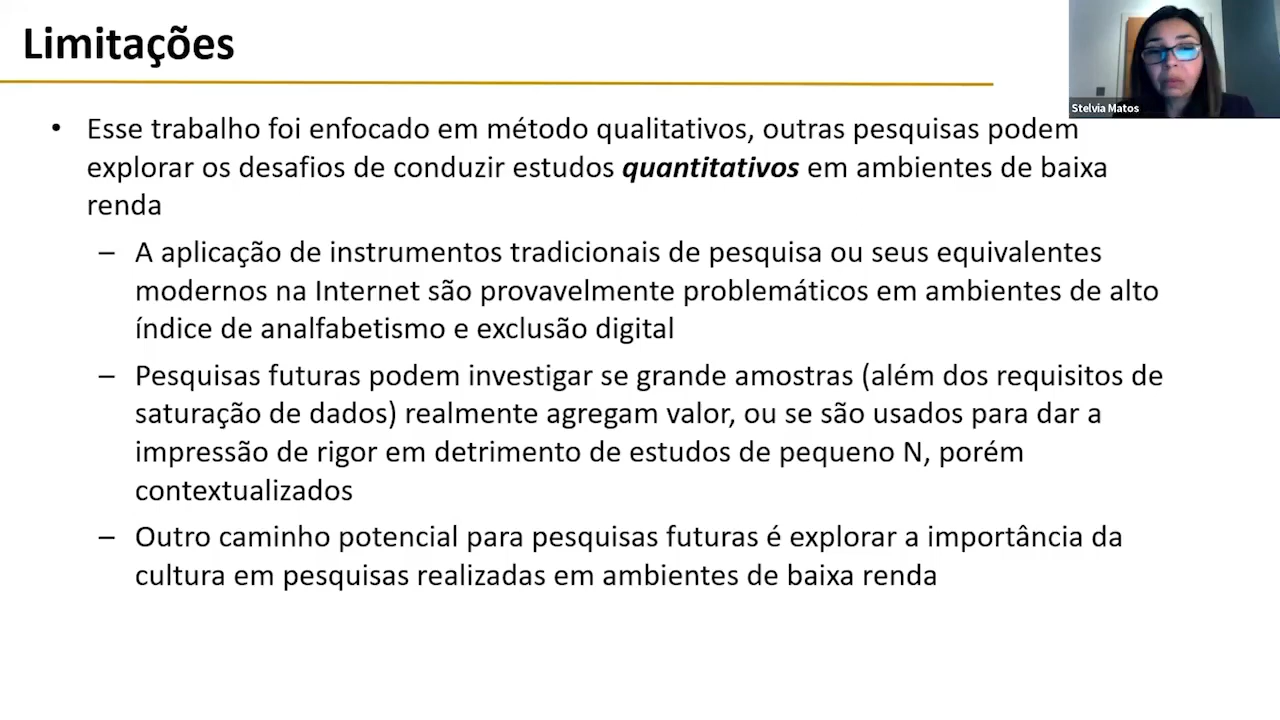 Limitações
Stelvia Matos
• Esse trabalho foi enfocado em método qualitativos, outras pesquisas podem
explorar os desafios de conduzir estudos quantitativos em ambientes de baixa
renda
– A aplicação de instrumentos tradicionais de pesquisa ou seus equivalentes
modernos na Internet são provavelmente problemáticos em ambientes de alto
índice de analfabetismo e exclusão digital
– Pesquisas futuras podem investigar se grande amostras (além dos requisitos de
saturação de dados) realmente agregam valor, ou se são usados para dar a
impressão de rigor em detrimento de estudos de pequeno N, porém
contextualizados
– Outro caminho potencial para pesquisas futuras é explorar a importância da
cultura em pesquisas realizadas em ambientes de baixa renda